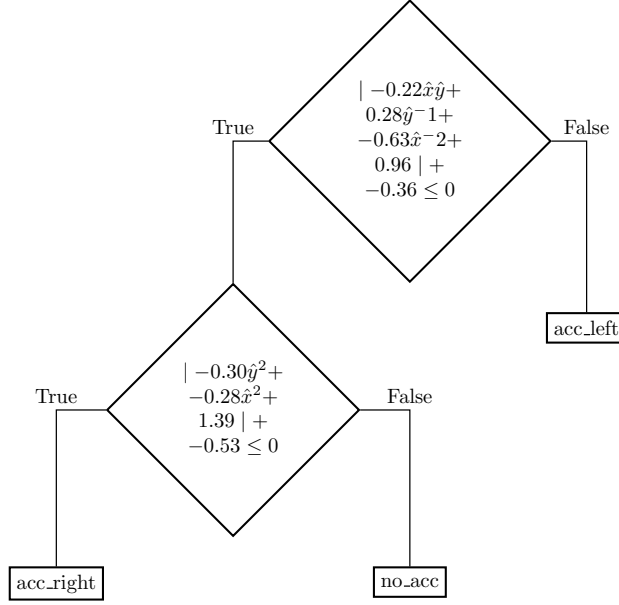 | −0.22x̂ŷ+
0.28ŷ⁻1+
−0.63x̂⁻2+
0.96 | +
−0.36 ≤ 0
True
False
acc_left
| −0.30ŷ²+
−0.28x̂²+
1.39 | +
−0.53 ≤ 0
True
False
acc_right
no_acc